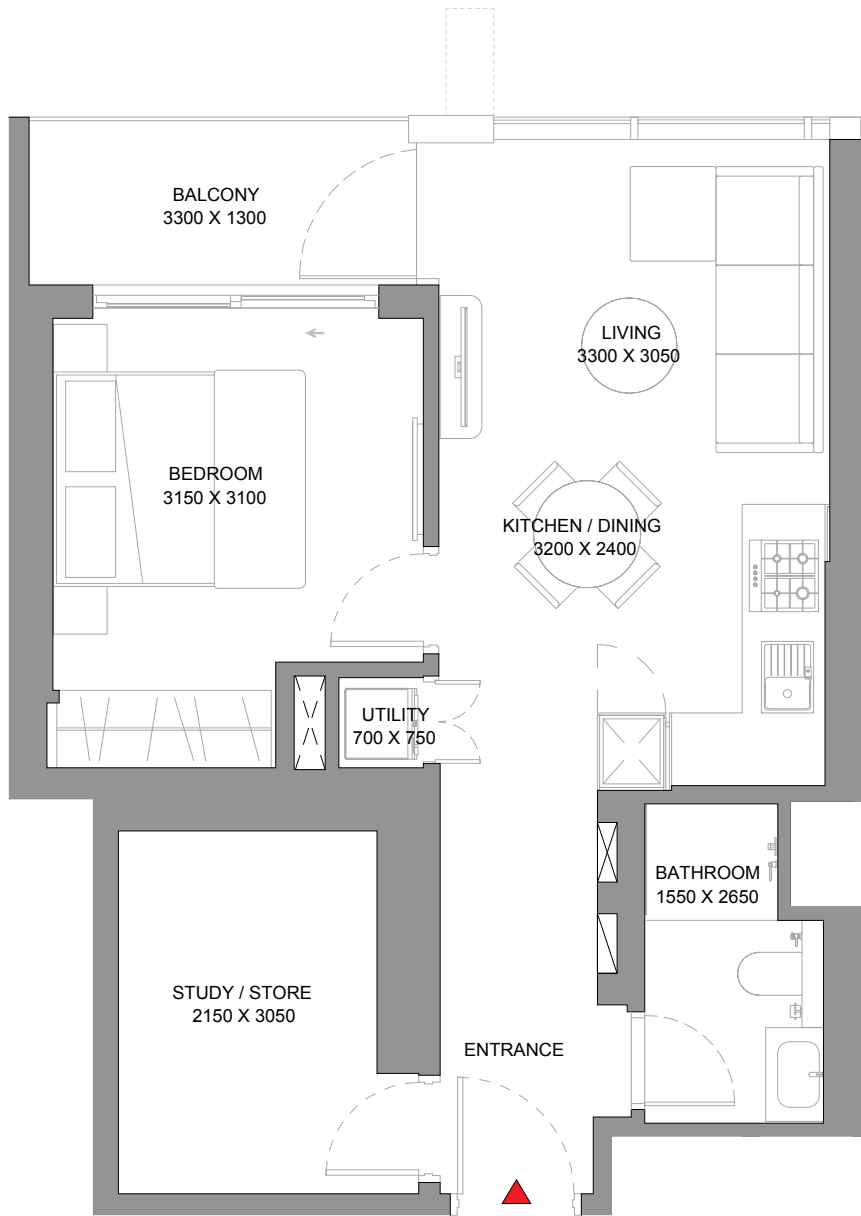 BALCONY
3300 X 1300
LIVING
3300 X 3050
BEDROOM
3150 X 3100
KITCHEN / DINING
3200 X 2400
UTILITY
700 X 750
BATHROOM
1550 X 2650
STUDY / STORE
2150 X 3050
ENTRANCE